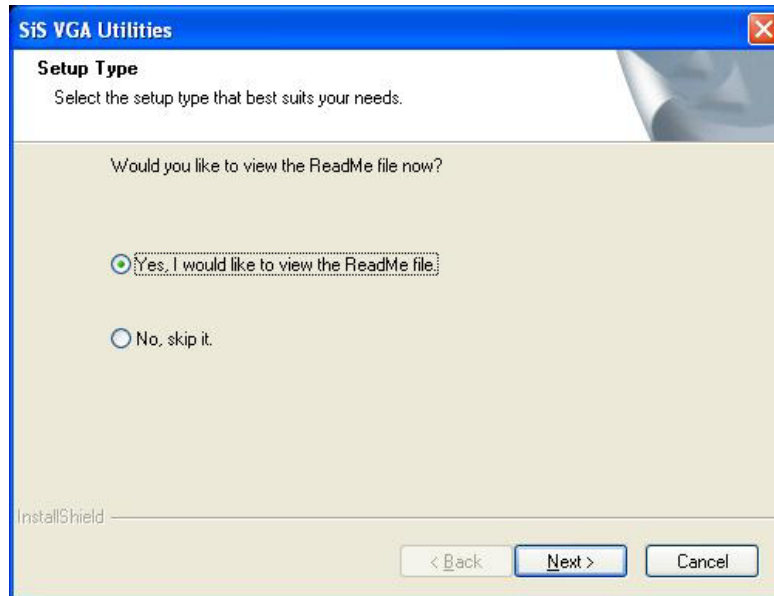 SiS VGA Utilities
Setup Type
Select the setup type that best suits your needs.
Would you like to view the ReadMe file now?
Yes, I would like to view the ReadMe file.
No, skip it.
InstallShield
< Back Next > Cancel